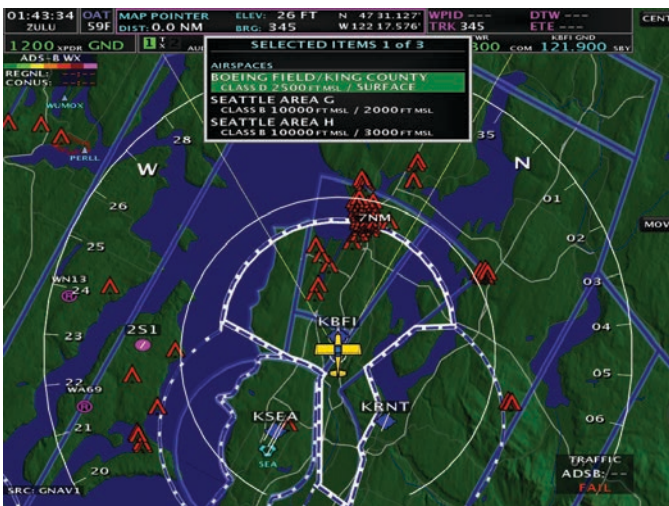 01:43:34 OAT MAP POINTER ELEV: 26 FT N 47 31.127' WPID --- DTW ---
ZULU 59F DIST: 0.0 NM BRG: 345 W 122 17.576' TRK 345 ETE ---
CENT
1200 XPDR GND 1 X 2 COM 121.900 SBY
KBFI GND
ADS-B WX
REGNL: --:--
CONUS: --:--
SELECTED ITEMS 1 of 3
AIRSPACES
BOEING FIELD/KING COUNTY
CLASS D 2500 FT MSL / SURFACE
SEATTLE AREA G
CLASS B 10000 FT MSL / 2000 FT MSL
SEATTLE AREA H
CLASS B 10000 FT MSL / 3000 FT MSL
WUMOX
PERLL
28
35
W
N
26
01
25
7NM
02
MOV
WN13
24
03
23
2S1
KBFI
04
22
05
WA69
21
KSEA
KRNT
06
20
SEA
TRAFFIC
ADSB: --
FAIL
SRC: GNAV1